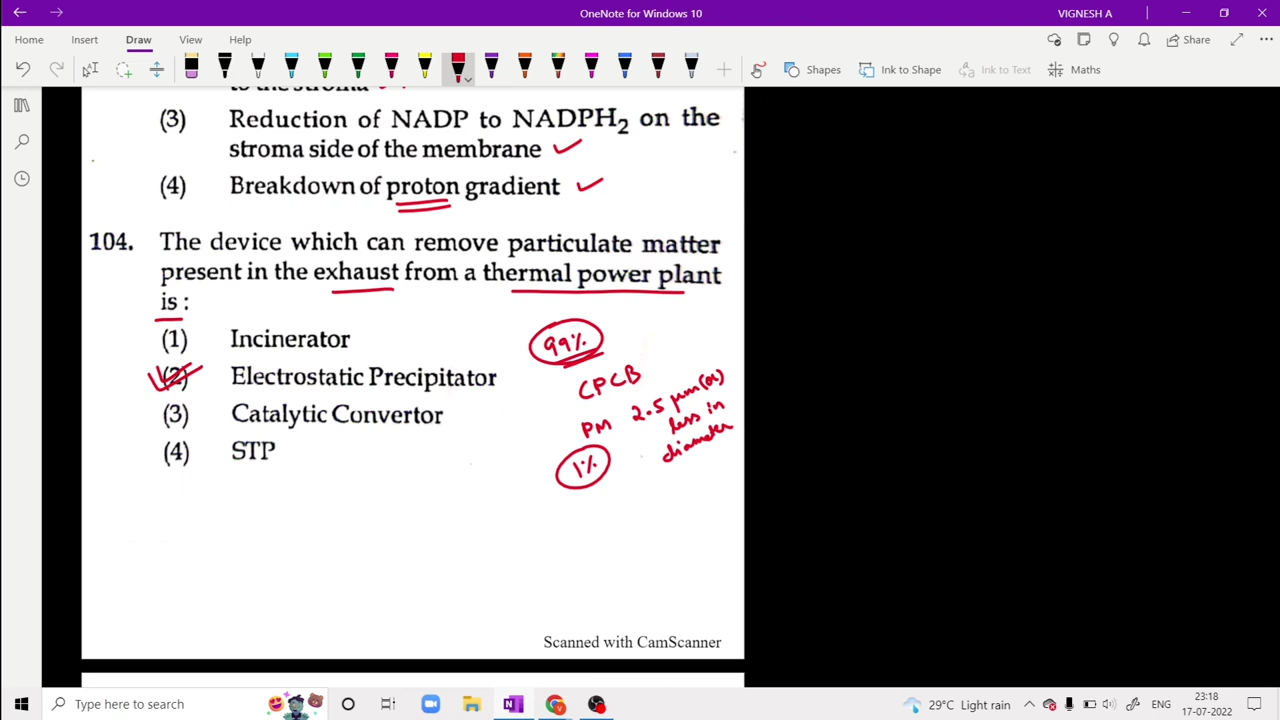 OneNote for Windows 10
VIGNESH A
Home Insert Draw View Help
Share
Shapes Ink to Shape Ink to Text Maths
to the stroma
(3) Reduction of NADP to NADPH2 on the
stroma side of the membrane
(4) Breakdown of proton gradient
104. The device which can remove particulate matter
present in the exhaust from a thermal power plant
is :
(1) Incinerator
99%
(2) Electrostatic Precipitator
CPCB
(3) Catalytic Convertor
PM 2.5 μm (or)
less in
diameter
(4) STP
1%
Scanned with CamScanner
Type here to search
29°C Light rain
ENG
23:18
17-07-2022